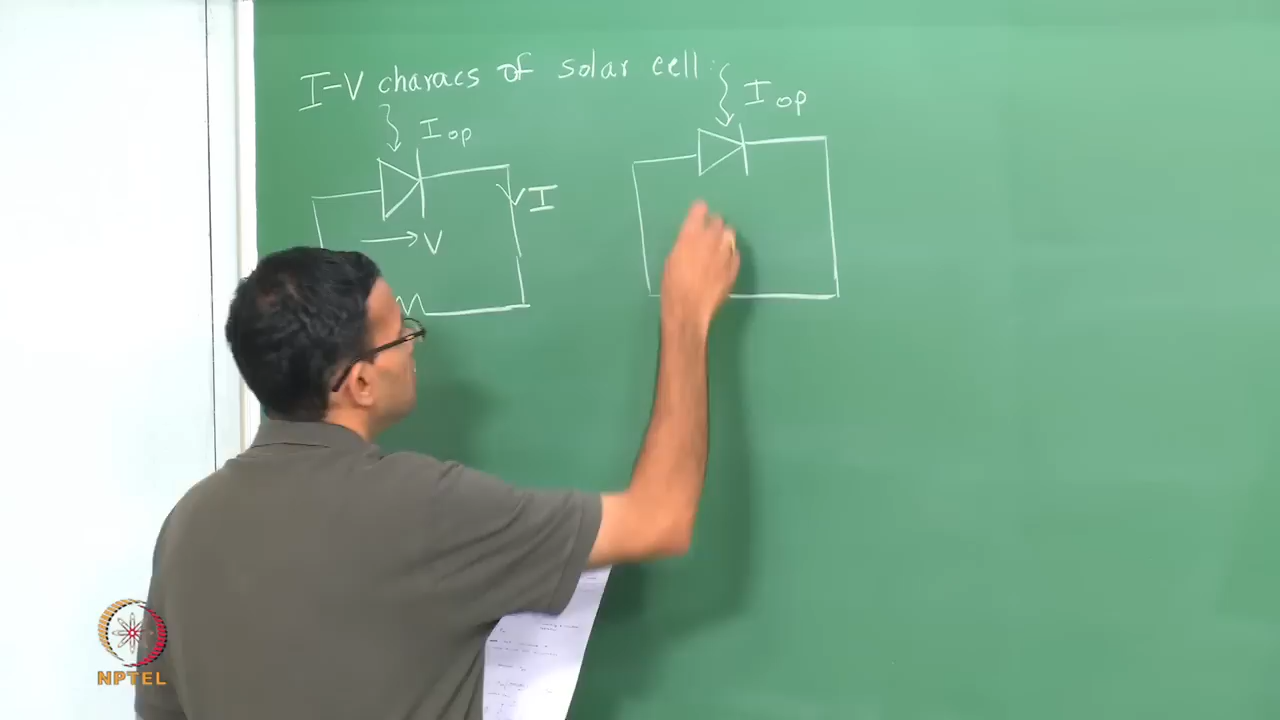 I-V characs of solar cell:
I op
I
V
I op
NPTEL